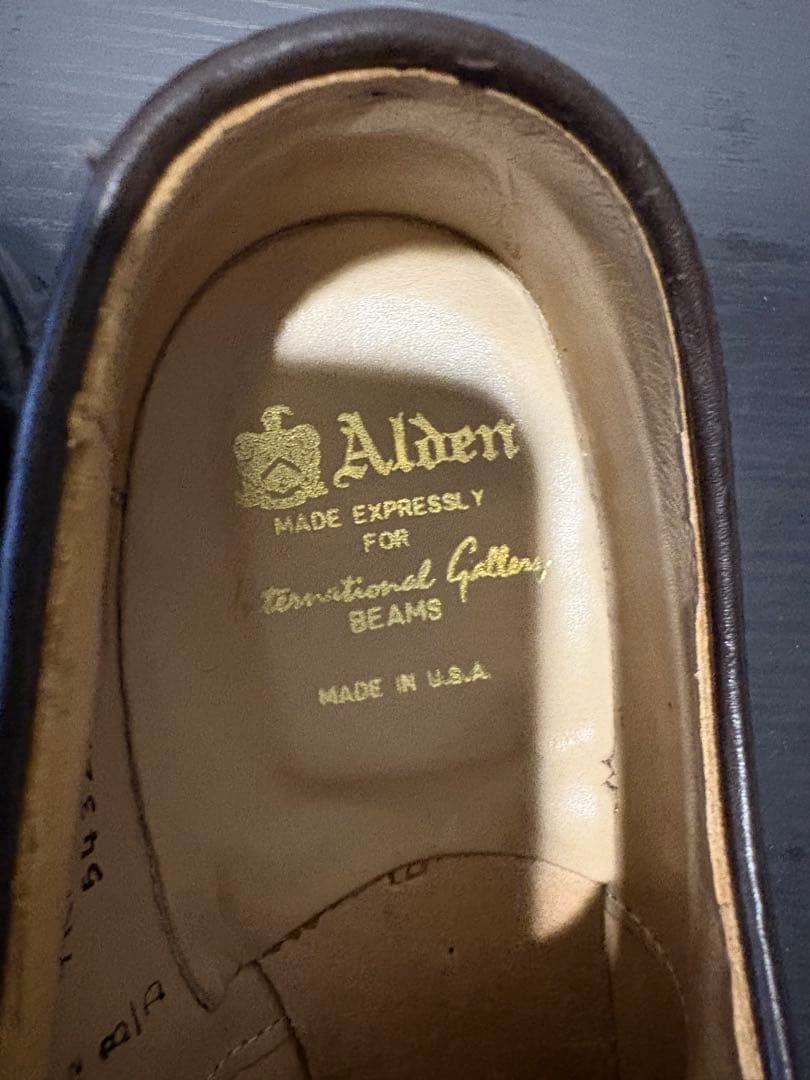 Alden
MADE EXPRESSLY
FOR
International Gallery
BEAMS
MADE IN U.S.A.
B/D